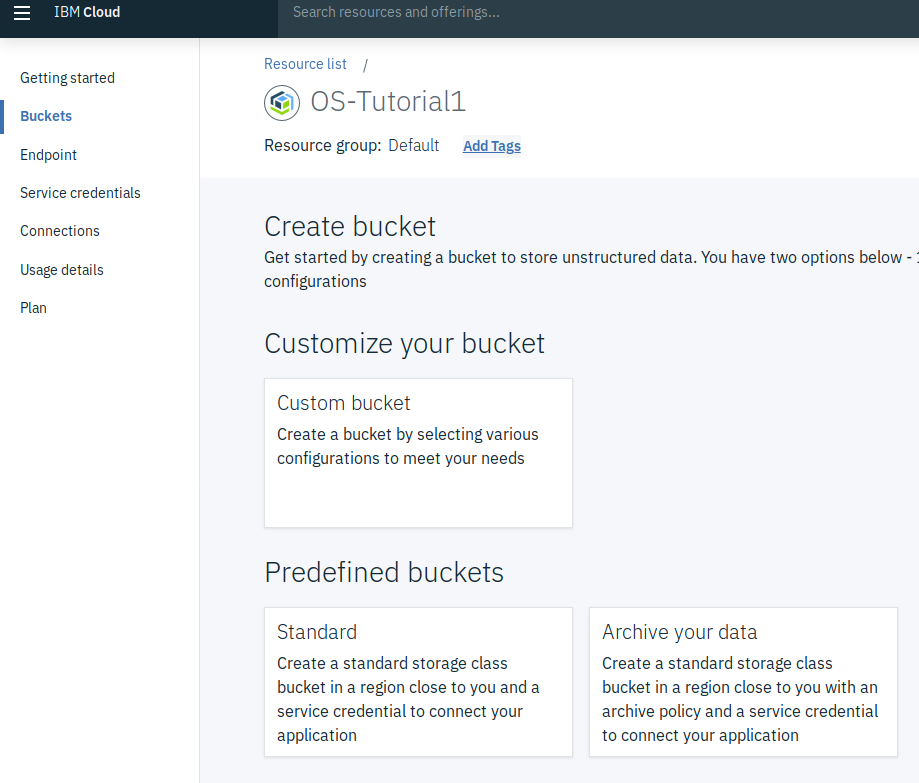 IBM Cloud
Search resources and offerings...
Getting started
Buckets
Endpoint
Service credentials
Connections
Usage details
Plan
Resource list /
OS-Tutorial1
Resource group: Default Add Tags
Create bucket
Get started by creating a bucket to store unstructured data. You have two options below -
configurations
Customize your bucket
Custom bucket
Create a bucket by selecting various
configurations to meet your needs
Predefined buckets
Standard
Create a standard storage class
bucket in a region close to you and a
service credential to connect your
application
Archive your data
Create a standard storage class
bucket in a region close to you with an
archive policy and a service credential
to connect your application